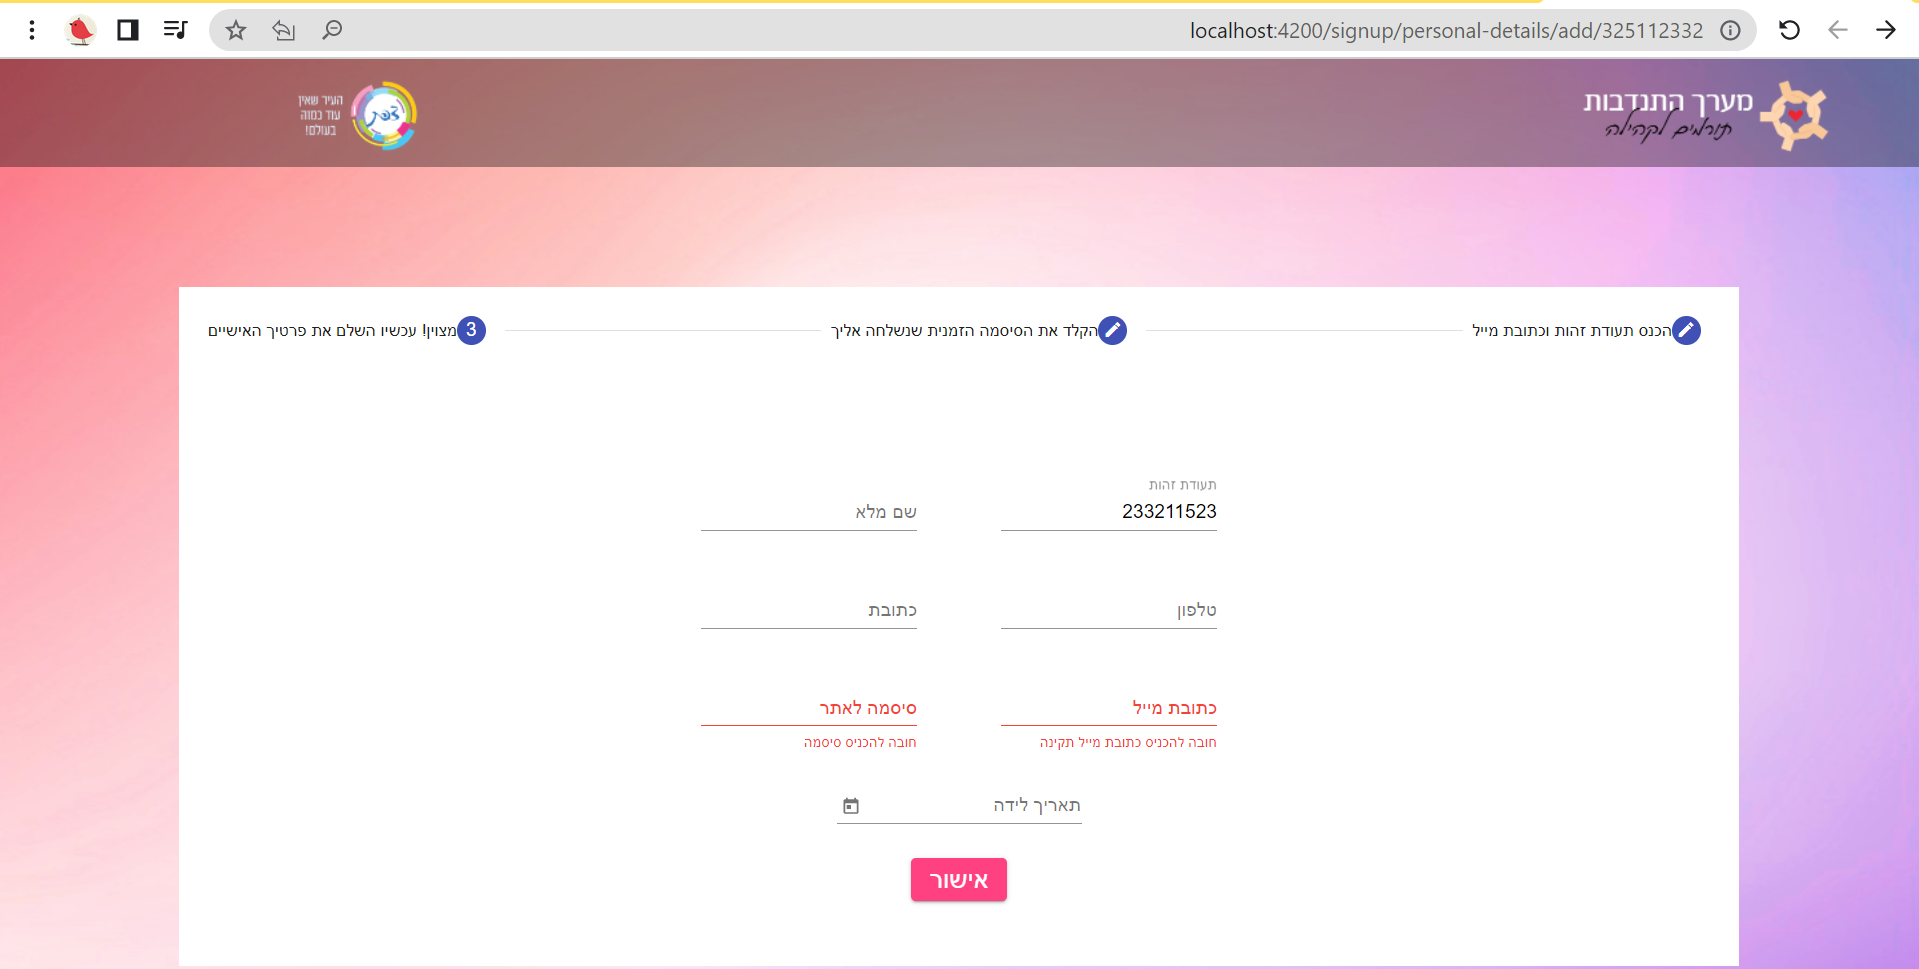 localhost:4200/signup/personal-details/add/325112332
מערך התנדבות
תורמים לקהילה
צפת
העיר שאין
עוד כמוה
בעולם!
הכנס תעודת זהות וכתובת מייל
הקלד את הסיסמה הזמנית שנשלחה אליך
3 מצוין! עכשיו השלם את פרטיך האישיים
תעודת זהות
233211523
שם מלא
טלפון
כתובת
כתובת מייל
סיסמה לאתר
חובה להכניס כתובת מייל תקינה
חובה להכניס סיסמה
תאריך לידה
אישור